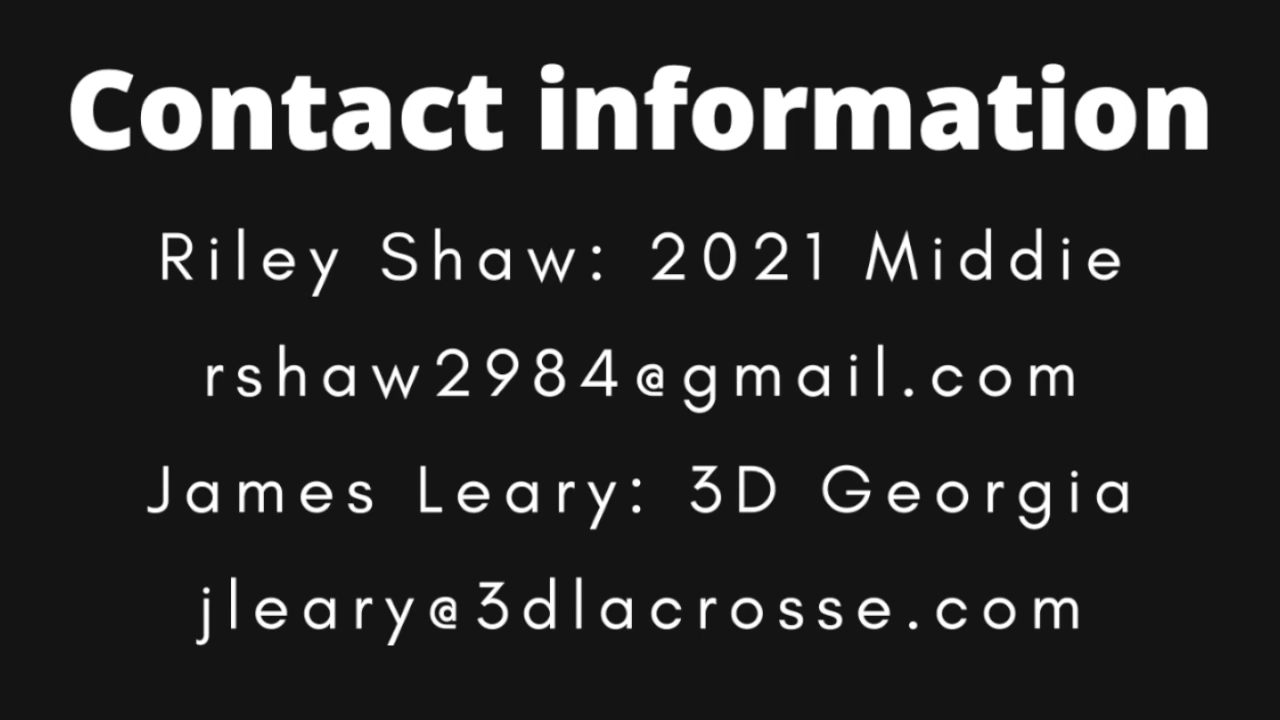 Contact information
Riley Shaw: 2021 Middie
rshaw2984@gmail.com
James Leary: 3D Georgia
jleary@3dlacrosse.com